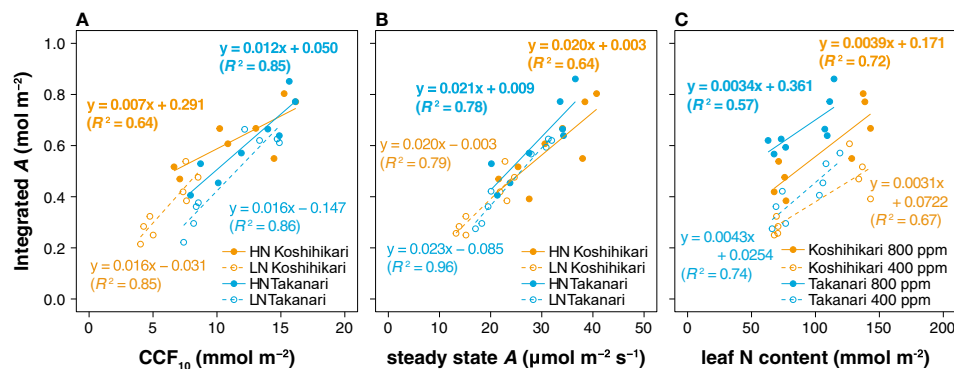 A
B
C
Integrated A (mol m⁻²)
1.0
0.8
0.6
0.4
0.2
0.0
y = 0.012x + 0.050
(R² = 0.85)
y = 0.007x + 0.291
(R² = 0.64)
y = 0.016x − 0.147
(R² = 0.86)
y = 0.016x − 0.031
(R² = 0.85)
HN Koshihikari
LN Koshihikari
HN Takanari
LN Takanari
0 5 10 15 20
CCF₁₀ (mmol m⁻²)
y = 0.020x + 0.003
(R² = 0.64)
y = 0.021x + 0.009
(R² = 0.78)
y = 0.020x − 0.003
(R² = 0.79)
y = 0.023x − 0.085
(R² = 0.96)
HN Koshihikari
LN Koshihikari
HN Takanari
LN Takanari
0 10 20 30 40 50
steady state A (μmol m⁻² s⁻¹)
y = 0.0039x + 0.171
(R² = 0.72)
y = 0.0034x + 0.361
(R² = 0.57)
y = 0.0031x
+ 0.0722
(R² = 0.67)
y = 0.0043x
+ 0.0254
(R² = 0.74)
Koshihikari 800 ppm
Koshihikari 400 ppm
Takanari 800 ppm
Takanari 400 ppm
0 50 100 150 200
leaf N content (mmol m⁻²)